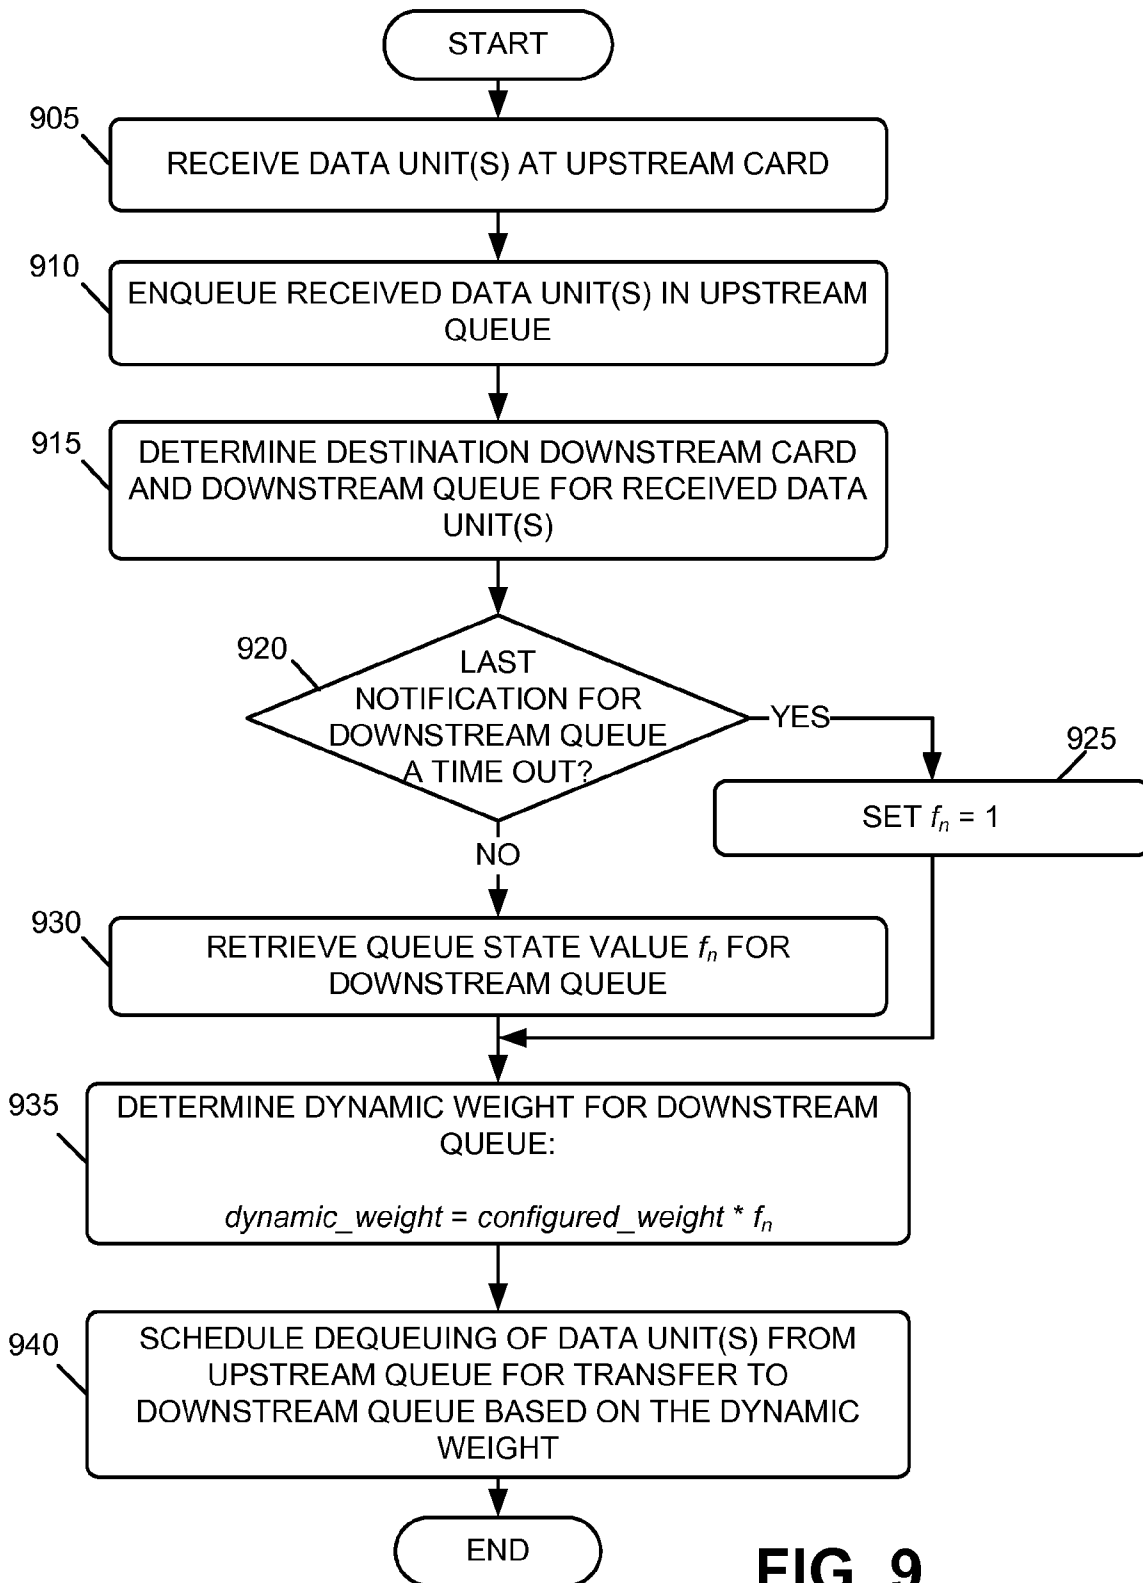 START
905
RECEIVE DATA UNIT(S) AT UPSTREAM CARD
910
ENQUEUE RECEIVED DATA UNIT(S) IN UPSTREAM
QUEUE
915
DETERMINE DESTINATION DOWNSTREAM CARD
AND DOWNSTREAM QUEUE FOR RECEIVED DATA
UNIT(S)
920
LAST
NOTIFICATION FOR
DOWNSTREAM QUEUE
A TIME OUT?
YES
925
SET fn = 1
NO
930
RETRIEVE QUEUE STATE VALUE fn FOR
DOWNSTREAM QUEUE
935
DETERMINE DYNAMIC WEIGHT FOR DOWNSTREAM
QUEUE:
dynamic_weight = configured_weight * fn
940
SCHEDULE DEQUEUING OF DATA UNIT(S) FROM
UPSTREAM QUEUE FOR TRANSFER TO
DOWNSTREAM QUEUE BASED ON THE DYNAMIC
WEIGHT
END
FIG. 9